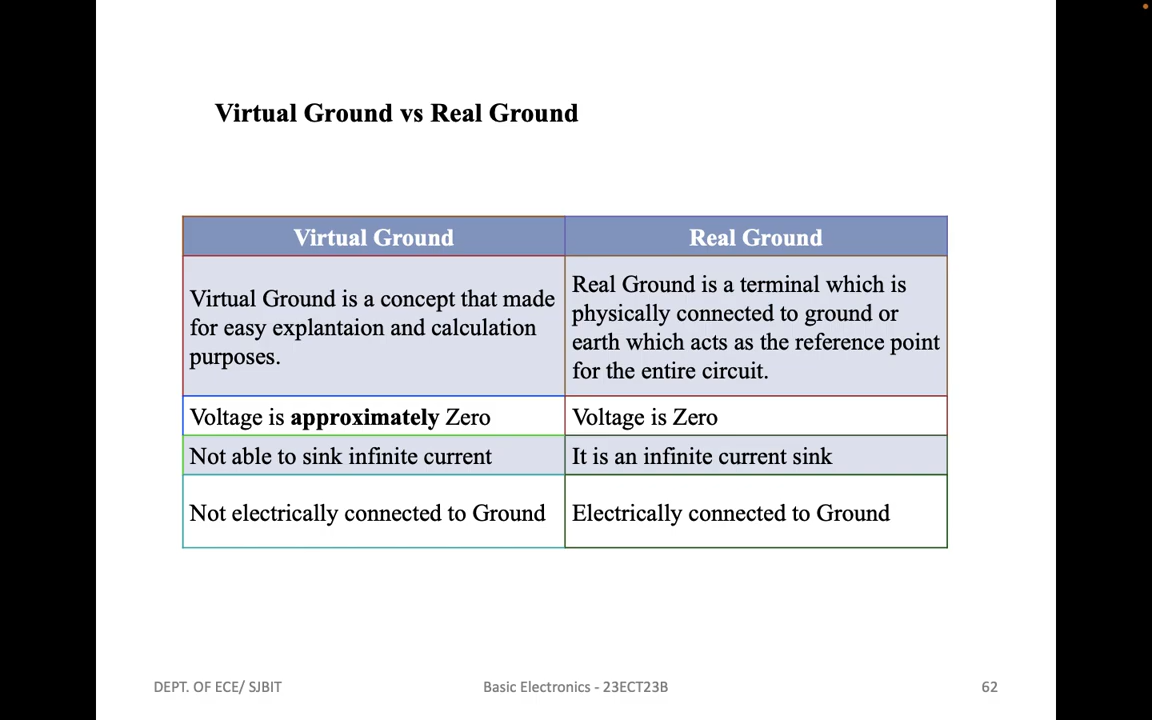 Virtual Ground vs Real Ground
Virtual Ground
Real Ground
Virtual Ground is a concept that made
for easy explantaion and calculation
purposes.
Real Ground is a terminal which is
physically connected to ground or
earth which acts as the reference point
for the entire circuit.
Voltage is approximately Zero
Voltage is Zero
Not able to sink infinite current
It is an infinite current sink
Not electrically connected to Ground
Electrically connected to Ground
DEPT. OF ECE/ SJBIT
Basic Electronics - 23ECT23B
62